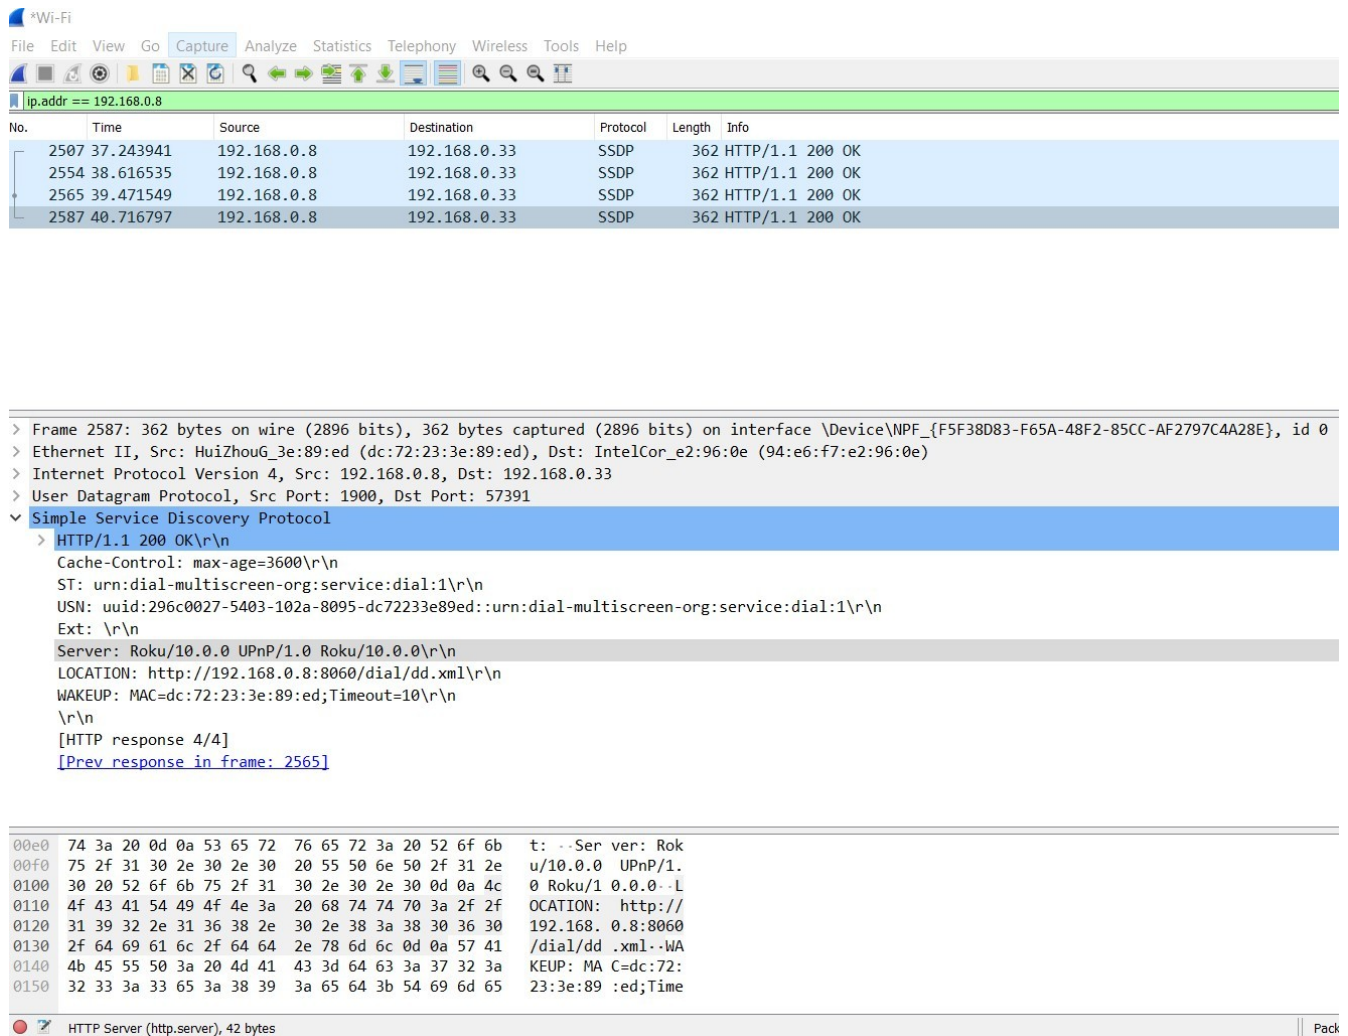 *Wi-Fi
File Edit View Go Capture Analyze Statistics Telephony Wireless Tools Help
ip.addr == 192.168.0.8
No. Time Source Destination Protocol Length Info
2507 37.243941 192.168.0.8 192.168.0.33 SSDP 362 HTTP/1.1 200 OK
2554 38.616535 192.168.0.8 192.168.0.33 SSDP 362 HTTP/1.1 200 OK
2565 39.471549 192.168.0.8 192.168.0.33 SSDP 362 HTTP/1.1 200 OK
2587 40.716797 192.168.0.8 192.168.0.33 SSDP 362 HTTP/1.1 200 OK
> Frame 2587: 362 bytes on wire (2896 bits), 362 bytes captured (2896 bits) on interface \Device\NPF_{F5F38D83-F65A-48F2-85CC-AF2797C4A28E}, id 0
> Ethernet II, Src: HuiZhouG_3e:89:ed (dc:72:23:3e:89:ed), Dst: IntelCor_e2:96:0e (94:e6:f7:e2:96:0e)
> Internet Protocol Version 4, Src: 192.168.0.8, Dst: 192.168.0.33
> User Datagram Protocol, Src Port: 1900, Dst Port: 57391
Simple Service Discovery Protocol
> HTTP/1.1 200 OK\r\n
Cache-Control: max-age=3600\r\n
ST: urn:dial-multiscreen-org:service:dial:1\r\n
USN: uuid:296c0027-5403-102a-8095-dc72233e89ed::urn:dial-multiscreen-org:service:dial:1\r\n
Ext: \r\n
Server: Roku/10.0.0 UPnP/1.0 Roku/10.0.0\r\n
LOCATION: http://192.168.0.8:8060/dial/dd.xml\r\n
WAKEUP: MAC=dc:72:23:3e:89:ed;Timeout=10\r\n
\r\n
[HTTP response 4/4]
[Prev response in frame: 2565]
00e0 74 3a 20 0d 0a 53 65 72 76 65 72 3a 20 52 6f 6b t: ··Ser ver: Rok
00f0 75 2f 31 30 2e 30 2e 30 20 55 50 6e 50 2f 31 2e u/10.0.0 UPnP/1.
0100 30 20 52 6f 6b 75 2f 31 30 2e 30 2e 30 0d 0a 4c 0 Roku/1 0.0.0··L
0110 4f 43 41 54 49 4f 4e 3a 20 68 74 74 70 3a 2f 2f OCATION: http://
0120 31 39 32 2e 31 36 38 2e 30 2e 38 3a 38 30 36 30 192.168. 0.8:8060
0130 2f 64 69 61 6c 2f 64 64 2e 78 6d 6c 0d 0a 57 41 /dial/dd .xml··WA
0140 4b 45 55 50 3a 20 4d 41 43 3d 64 63 3a 37 32 3a KEUP: MA C=dc:72:
0150 32 33 3a 33 65 3a 38 39 3a 65 64 3b 54 69 6d 65 23:3e:89 :ed;Time
HTTP Server (http.server), 42 bytes Pack